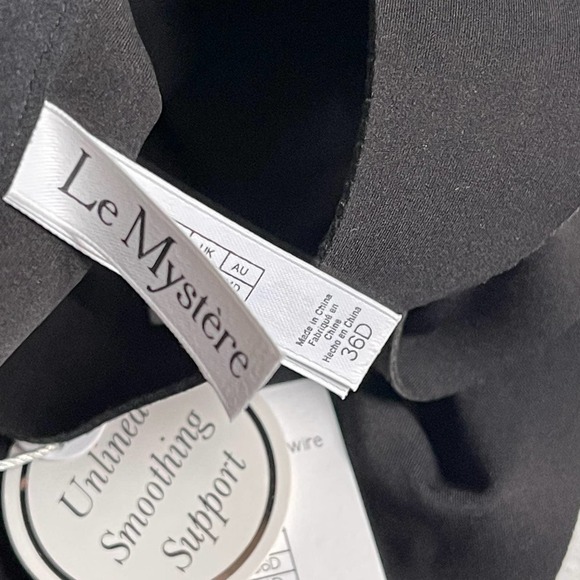 Le Mystère
UK AU
Made in China
Fabriqué en
Chine
Hecho en China
36D
Unlined
Smoothing
Support
wire